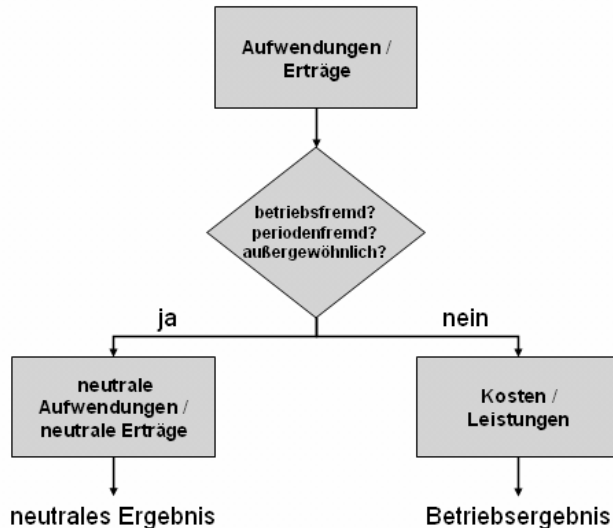 Aufwendungen /
Erträge
betriebsfremd?
periodenfremd?
außergewöhnlich?
ja
nein
neutrale
Aufwendungen /
neutrale Erträge
Kosten /
Leistungen
neutrales Ergebnis
Betriebsergebnis